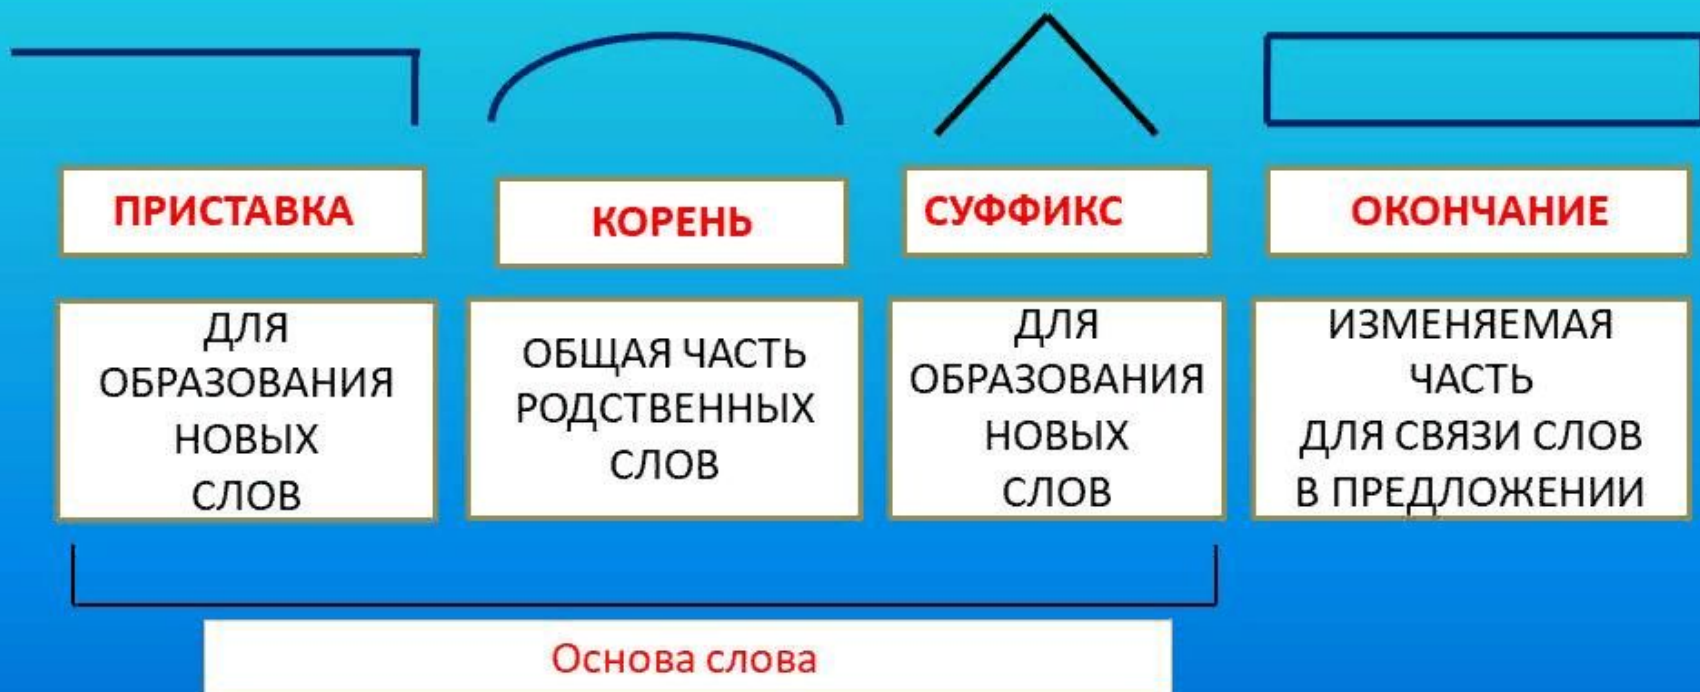 ПРИСТАВКА
КОРЕНЬ
СУФФИКС
ОКОНЧАНИЕ
ДЛЯ
ОБРАЗОВАНИЯ
НОВЫХ
СЛОВ
ОБЩАЯ ЧАСТЬ
РОДСТВЕННЫХ
СЛОВ
ДЛЯ
ОБРАЗОВАНИЯ
НОВЫХ
СЛОВ
ИЗМЕНЯЕМАЯ
ЧАСТЬ
ДЛЯ СВЯЗИ СЛОВ
В ПРЕДЛОЖЕНИИ
Основа слова